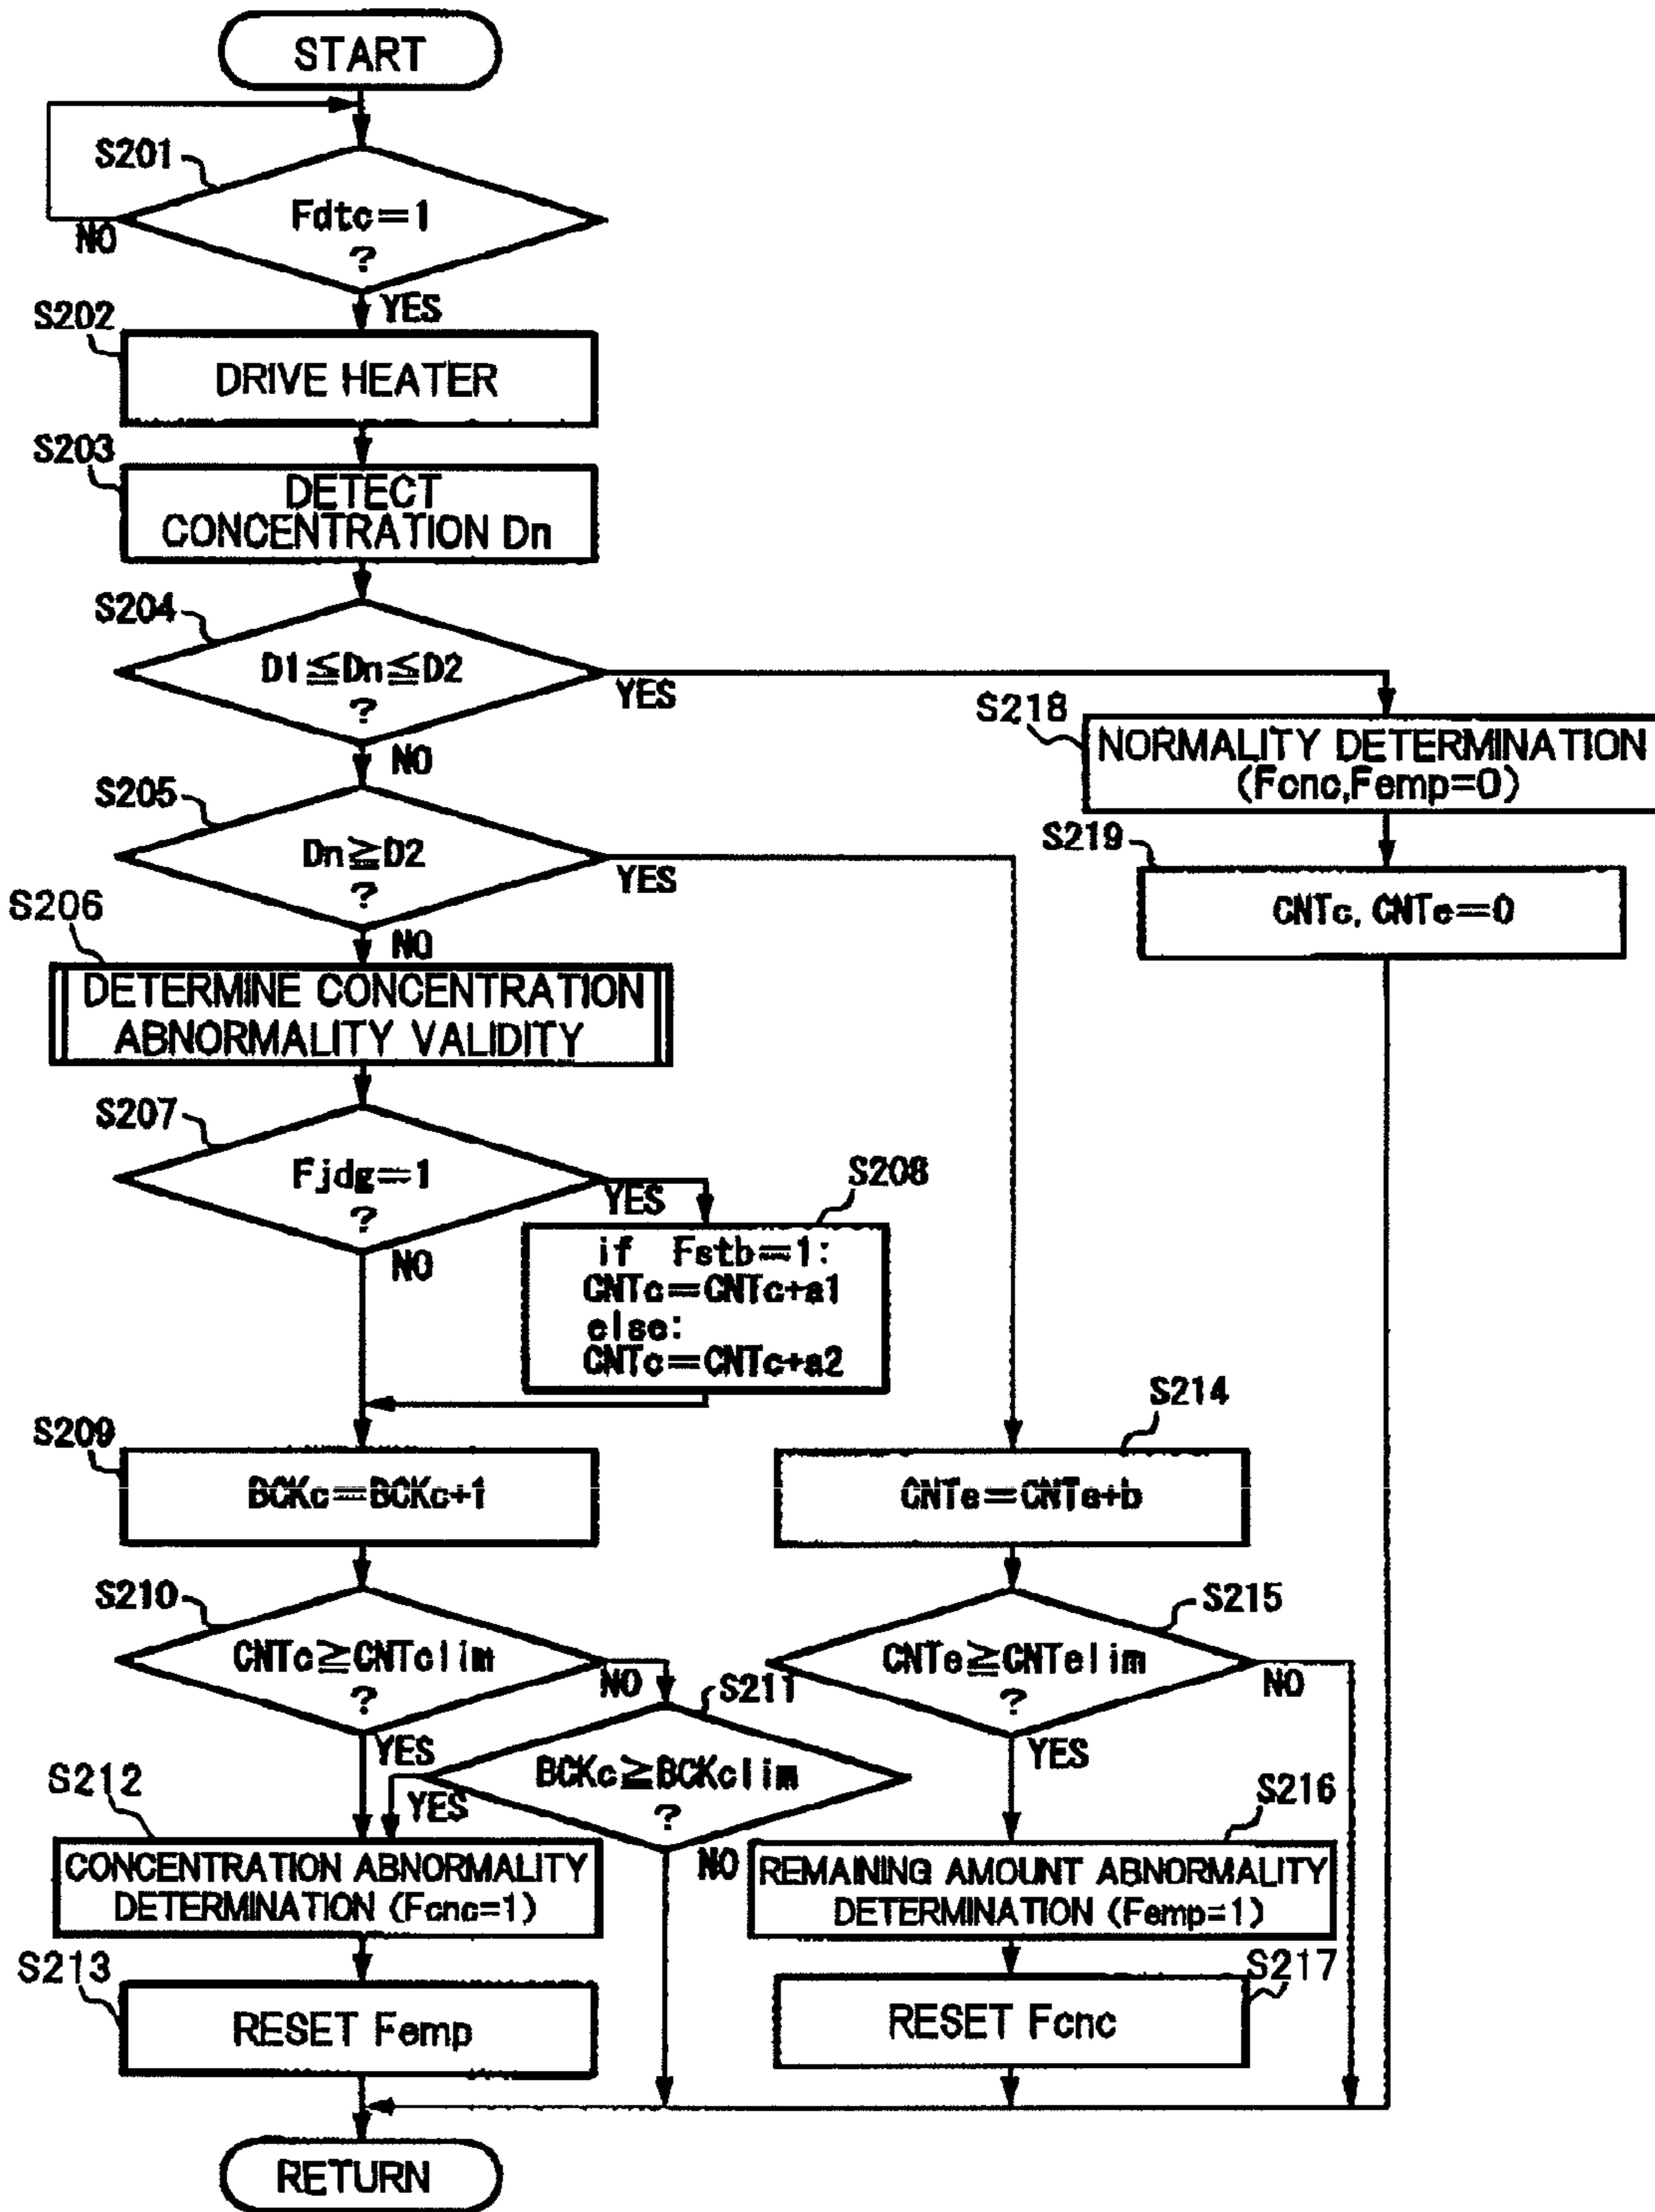 START
S201
Fdtc=1
?
NO
YES
S202
DRIVE HEATER
S203
DETECT
CONCENTRATION Dn
S204
D1≦Dn≦D2
?
YES
NO
S218
NORMALITY DETERMINATION
(Fcnc,Femp=0)
S205
Dn≧D2
?
YES
NO
S219
CNTc, CNTe=0
S206
DETERMINE CONCENTRATION
ABNORMALITY VALIDITY
S207
Fjdg=1
?
YES
NO
S208
if Fstb=1:
CNTc=CNTc+a1
else:
CNTc=CNTc+a2
S209
BCKc=BCKc+1
S214
CNTe=CNTe+b
S210
CNTc≧CNTclim
?
NO
YES
S211
BCKc≧BCKclim
?
YES
NO
S215
CNTe≧CNTelim
?
NO
YES
S212
CONCENTRATION ABNORMALITY
DETERMINATION (Fcnc=1)
S216
REMAINING AMOUNT ABNORMALITY
DETERMINATION (Femp=1)
S213
RESET Femp
S217
RESET Fcnc
RETURN